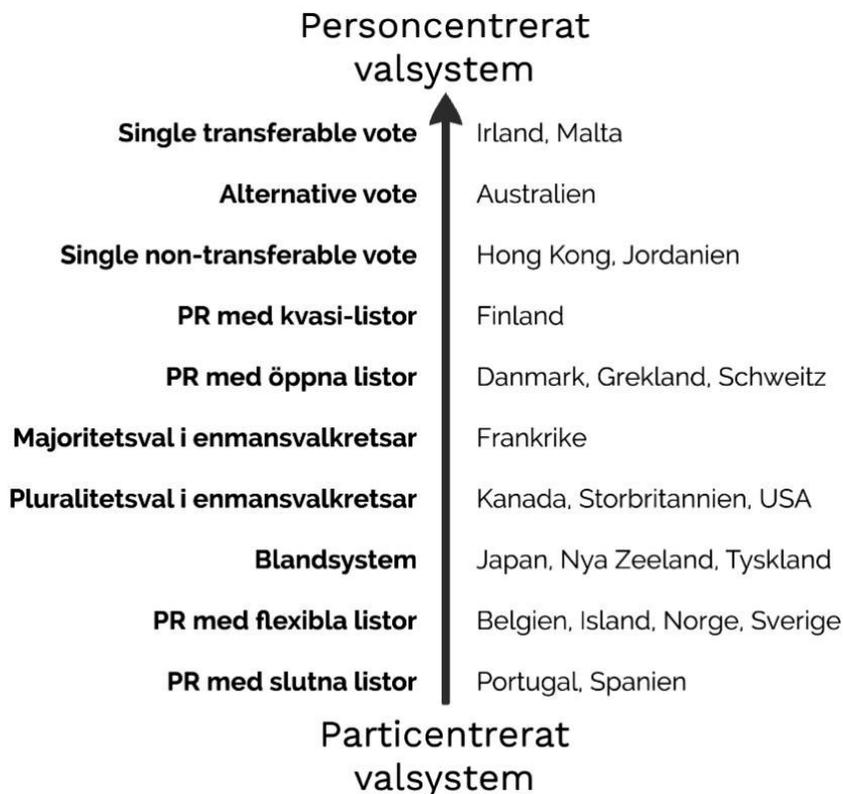 Personcentrerat
valsystem
Single transferable vote Irland, Malta
Alternative vote Australien
Single non-transferable vote Hong Kong, Jordanien
PR med kvasi-listor Finland
PR med öppna listor Danmark, Grekland, Schweitz
Majoritetsval i enmansvalkretsar Frankrike
Pluralitetsval i enmansvalkretsar Kanada, Storbritannien, USA
Blandsystem Japan, Nya Zeeland, Tyskland
PR med flexibla listor Belgien, Island, Norge, Sverige
PR med slutna listor Portugal, Spanien
Particentrerat
valsystem